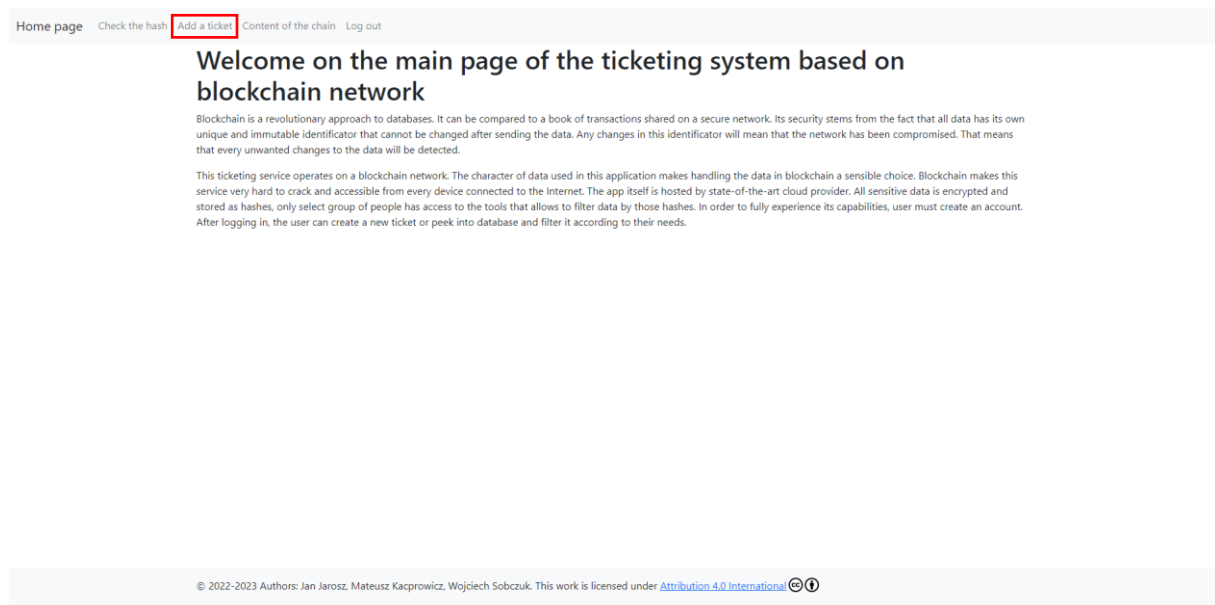 Home page Check the hash Add a ticket Content of the chain Log out
Welcome on the main page of the ticketing system based on
blockchain network
Blockchain is a revolutionary approach to databases. It can be compared to a book of transactions shared on a secure network. Its security stems from the fact that all data has its own
unique and immutable identificator that cannot be changed after sending the data. Any changes in this identificator will mean that the network has been compromised. That means
that every unwanted changes to the data will be detected.
This ticketing service operates on a blockchain network. The character of data used in this application makes handling the data in blockchain a sensible choice. Blockchain makes this
service very hard to crack and accessible from every device connected to the Internet. The app itself is hosted by state-of-the-art cloud provider. All sensitive data is encrypted and
stored as hashes, only select group of people has access to the tools that allows to filter data by those hashes. In order to fully experience its capabilities, user must create an account.
After logging in, the user can create a new ticket or peek into database and filter it according to their needs.
© 2022-2023 Authors: Jan Jarosz, Mateusz Kacprowicz, Wojciech Sobczuk. This work is licensed under Attribution 4.0 International